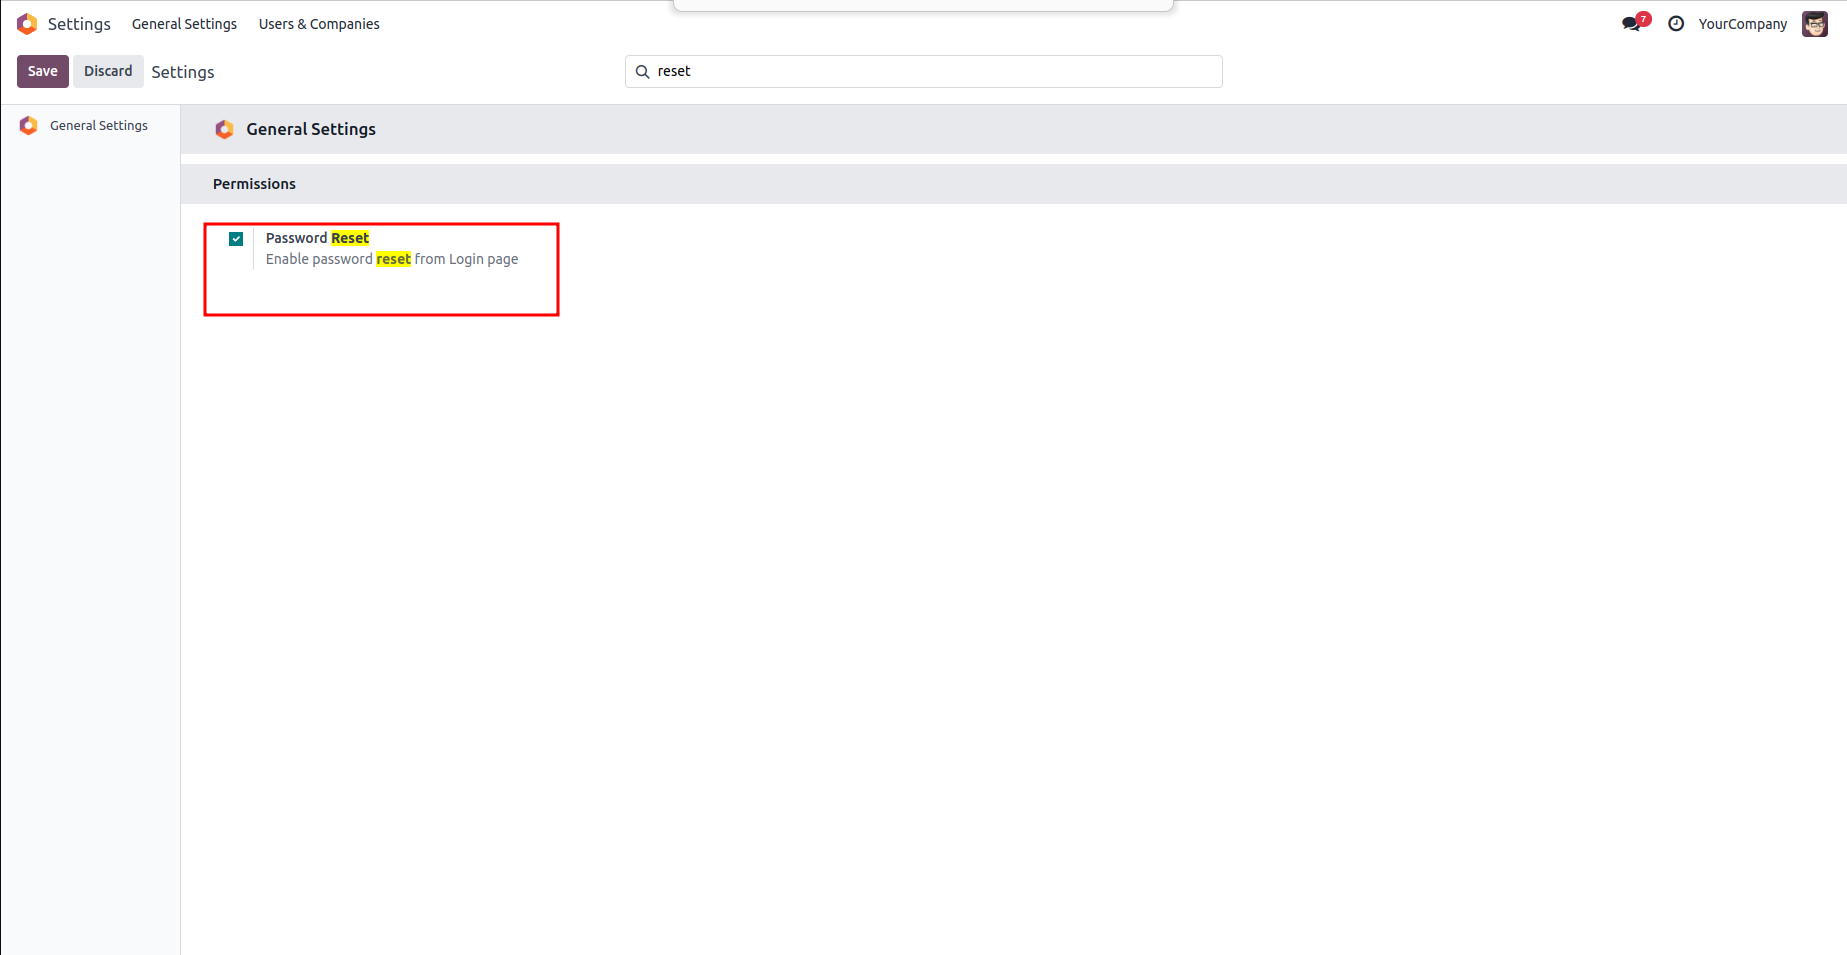 Settings General Settings Users & Companies 7 YourCompany
Save Discard Settings reset
General Settings
General Settings
Permissions
Password Reset
Enable password reset from Login page